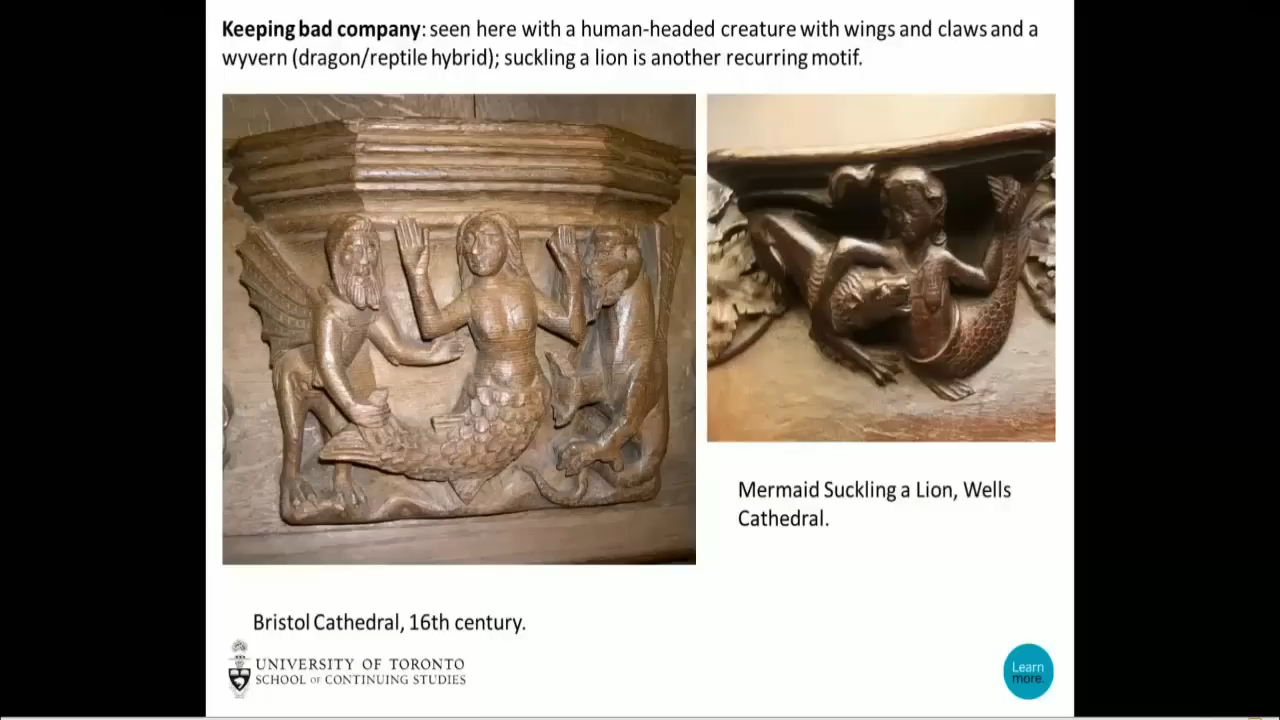 Keeping bad company: seen here with a human-headed creature with wings and claws and a
wyvern (dragon/reptile hybrid); suckling a lion is another recurring motif.
Mermaid Suckling a Lion, Wells
Cathedral.
Bristol Cathedral, 16th century.
UNIVERSITY OF TORONTO
SCHOOL OF CONTINUING STUDIES
Learn
more.